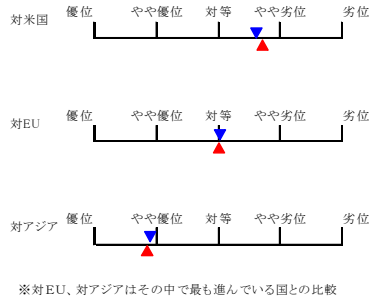 優位 やや優位 対等 やや劣位 劣位
対米国
優位 やや優位 対等 やや劣位 劣位
対EU
優位 やや優位 対等 やや劣位 劣位
対アジア
※対EU、対アジアはその中で最も進んでいる国との比較